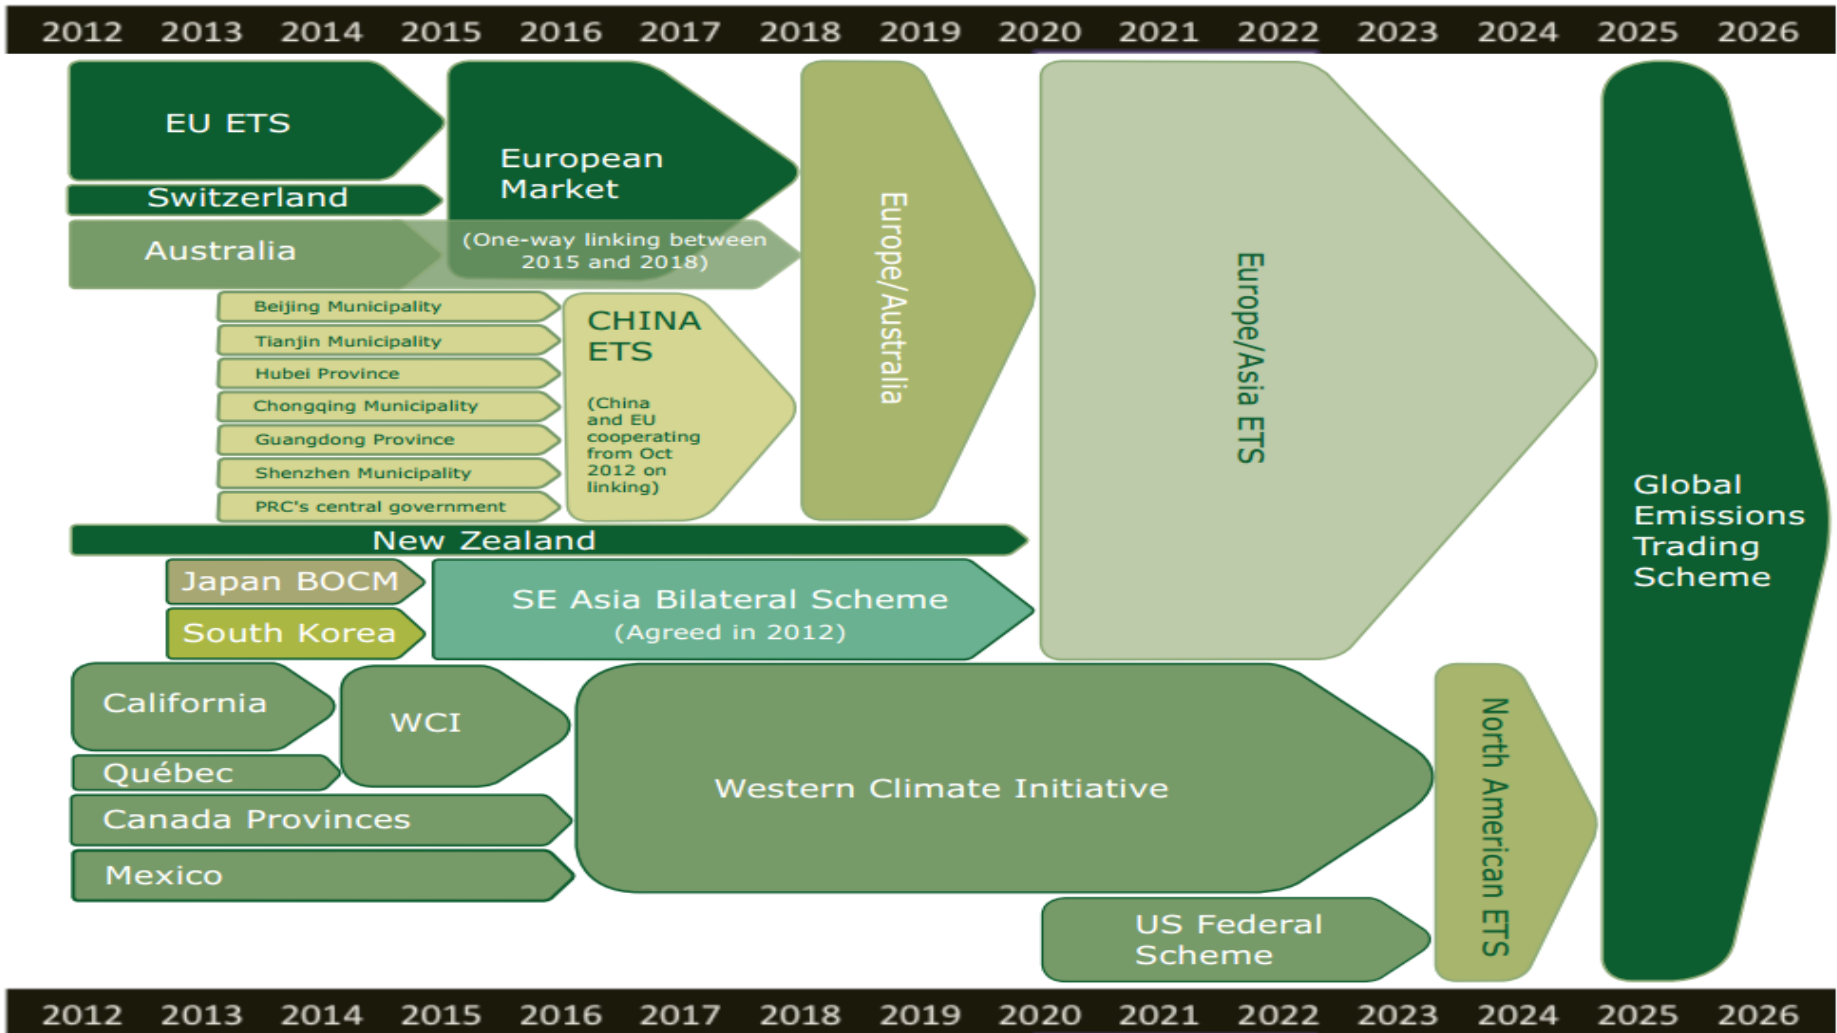 2012 2013 2014 2015 2016 2017 2018 2019 2020 2021 2022 2023 2024 2025 2026
EU ETS
Switzerland
Australia
European
Market
(One-way linking between
2015 and 2018)
Europe/Australia
Beijing Municipality
Tianjin Municipality
Hubei Province
Chongqing Municipality
Guangdong Province
Shenzhen Municipality
PRC's central government
CHINA
ETS
(China
and EU
cooperating
from Oct
2012 on
linking)
New Zealand
Japan BOCM
South Korea
SE Asia Bilateral Scheme
(Agreed in 2012)
Europe/Asia ETS
California
Québec
WCI
Canada Provinces
Mexico
Western Climate Initiative
US Federal
Scheme
North American ETS
Global
Emissions
Trading
Scheme
2012 2013 2014 2015 2016 2017 2018 2019 2020 2021 2022 2023 2024 2025 2026